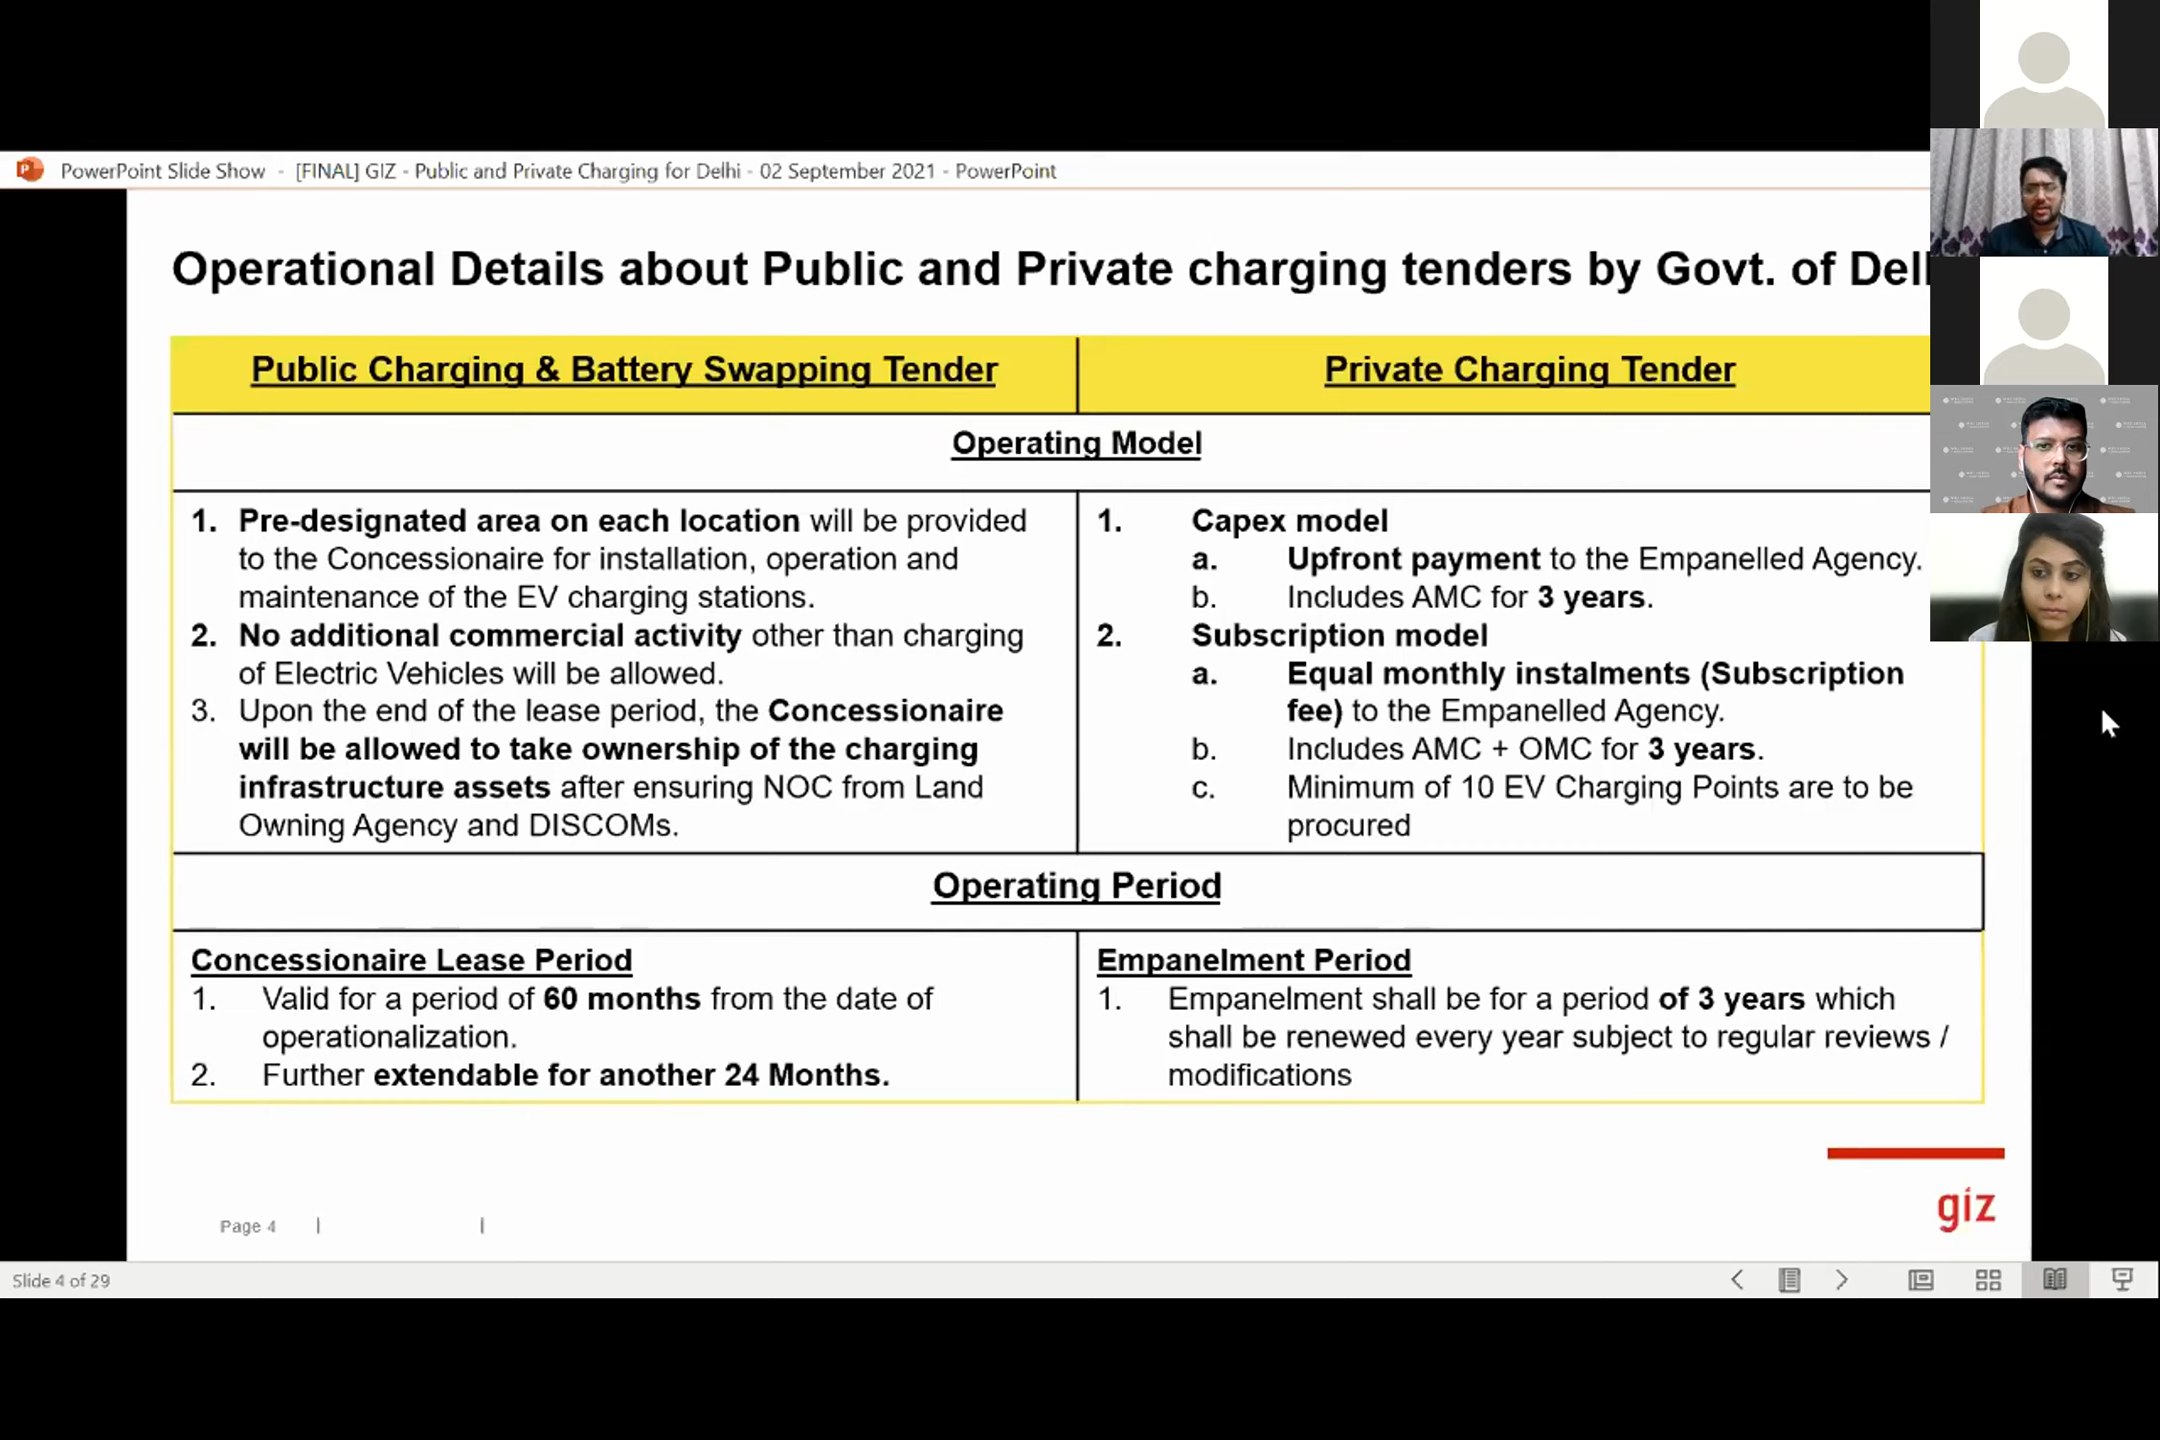 PowerPoint Slide Show - [FINAL] GIZ - Public and Private Charging for Delhi - 02 September 2021 - PowerPoint
Operational Details about Public and Private charging tenders by Govt. of Del
Public Charging & Battery Swapping Tender
Private Charging Tender
Operating Model
1. Pre-designated area on each location will be provided
to the Concessionaire for installation, operation and
maintenance of the EV charging stations.
2. No additional commercial activity other than charging
of Electric Vehicles will be allowed.
3. Upon the end of the lease period, the Concessionaire
will be allowed to take ownership of the charging
infrastructure assets after ensuring NOC from Land
Owning Agency and DISCOMs.
1. Capex model
a. Upfront payment to the Empanelled Agency.
b. Includes AMC for 3 years.
2. Subscription model
a. Equal monthly instalments (Subscription
fee) to the Empanelled Agency.
b. Includes AMC + OMC for 3 years.
c. Minimum of 10 EV Charging Points are to be
procured
Operating Period
Concessionaire Lease Period
1. Valid for a period of 60 months from the date of
operationalization.
2. Further extendable for another 24 Months.
Empanelment Period
1. Empanelment shall be for a period of 3 years which
shall be renewed every year subject to regular reviews /
modifications
giz
Page 4 | |
Slide 4 of 29